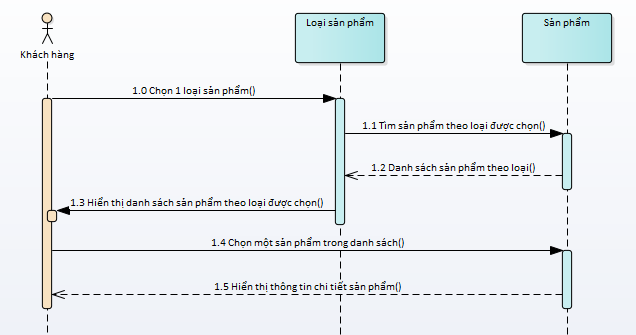 Loại sản phẩm
Sản phẩm
Khách hàng
1.0 Chọn 1 loại sản phẩm()
1.1 Tìm sản phẩm theo loại được chọn()
1.2 Danh sách sản phẩm theo loại()
1.3 Hiển thị danh sách sản phẩm theo loại được chọn()
1.4 Chọn một sản phẩm trong danh sách()
1.5 Hiển thị thông tin chi tiết sản phẩm()